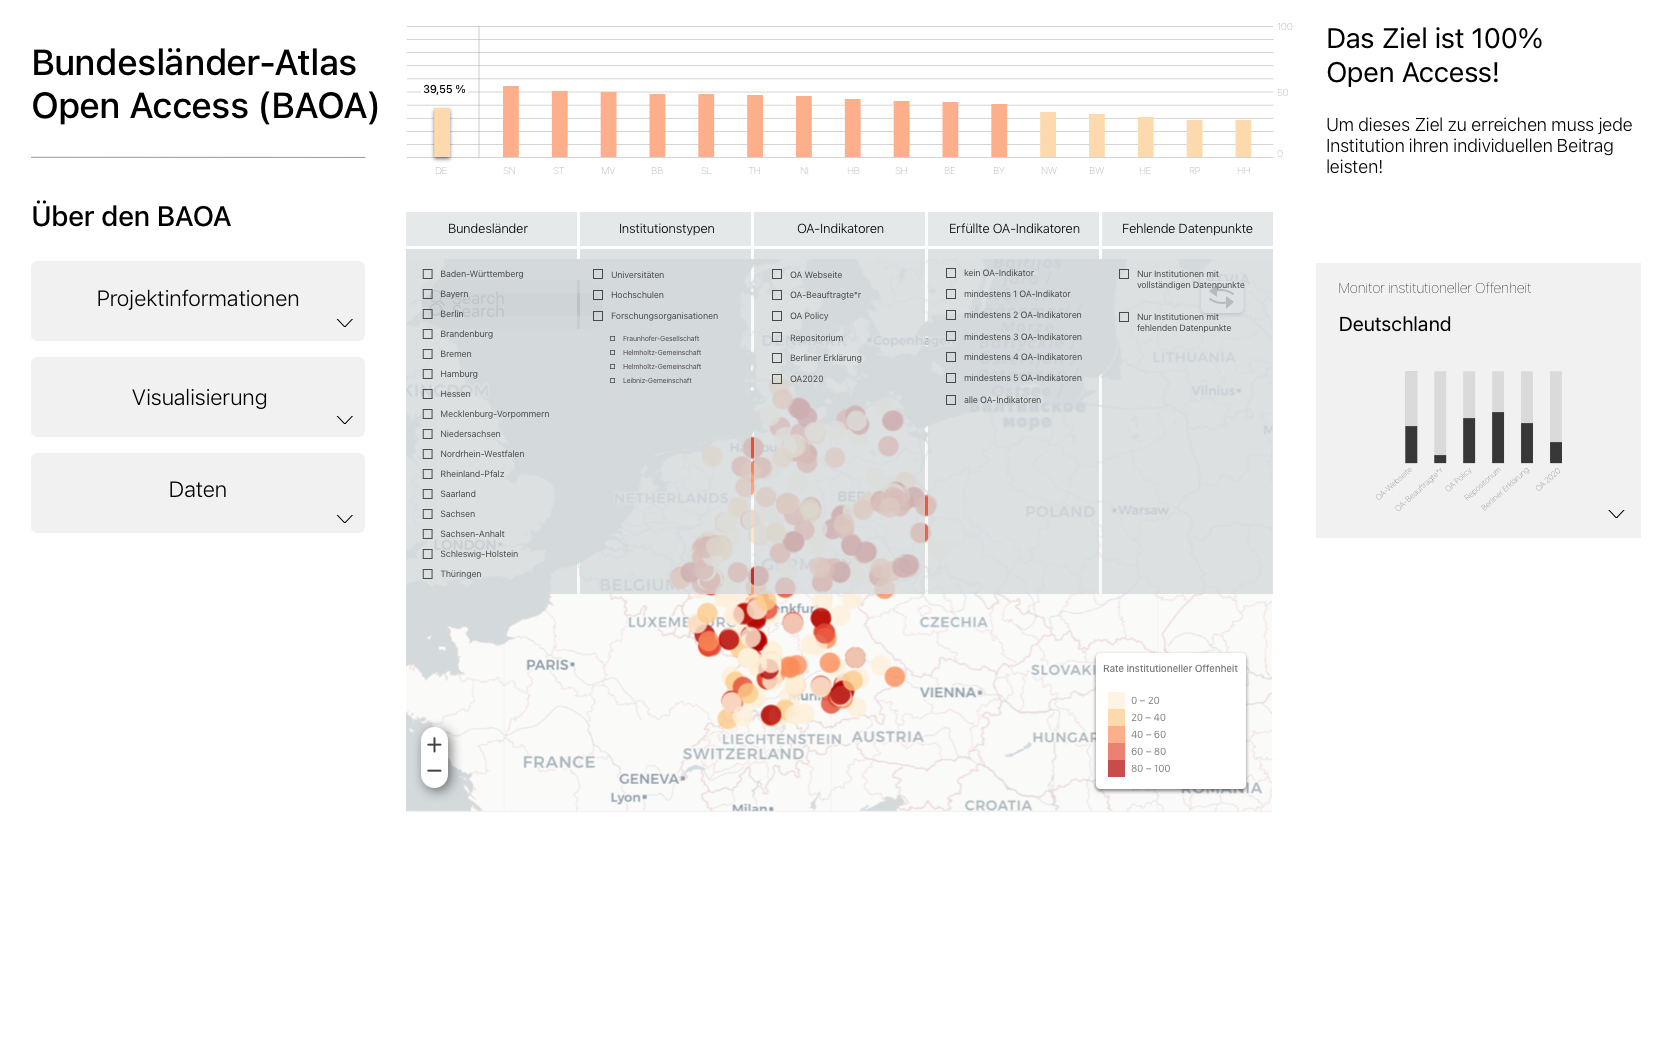 Bundesländer-Atlas
Open Access (BAOA)
Über den BAOA
Projektinformationen
Visualisierung
Daten
100
50
0
39,55 %
DE
SN
ST
MV
BB
SL
TH
NI
HB
SH
BE
BY
NW
BW
HE
RP
HH
Das Ziel ist 100%
Open Access!
Um dieses Ziel zu erreichen muss jede
Institution ihren individuellen Beitrag
leisten!
Bundesländer
Baden-Württemberg
Bayern
Berlin
Brandenburg
Bremen
Hamburg
Hessen
Mecklenburg-Vorpommern
Niedersachsen
Nordrhein-Westfalen
Rheinland-Pfalz
Saarland
Sachsen
Sachsen-Anhalt
Schleswig-Holstein
Thüringen
Search
Search
Institutionstypen
Universitäten
Hochschulen
Forschungsorganisationen
Fraunhofer-Gesellschaft
Helmholtz-Gemeinschaft
Helmholtz-Gemeinschaft
Leibniz-Gemeinschaft
OA-Indikatoren
OA Webseite
OA-Beauftragte*r
OA Policy
Repositorium
Berliner Erklärung
OA2020
Erfüllte OA-Indikatoren
kein OA-Indikator
mindestens 1 OA-Indikator
mindestens 2 OA-Indikatoren
mindestens 3 OA-Indikatoren
mindestens 4 OA-Indikatoren
mindestens 5 OA-Indikatoren
alle OA-Indikatoren
Fehlende Datenpunkte
Nur Institutionen mit
vollständigen Datenpunkte
Nur Institutionen mit
fehlenden Datenpunkte
LITHUANIA
Vilnius
NETHERLANDS
POLAND
Warsaw
LONDON
BELGIUM
LUXEMBOURG
CZECHIA
PARIS
VIENNA
LIECHTENSTEIN
AUSTRIA
SWITZERLAND
FRANCE
GENEVA
Lyon
Milan
CROATIA
ROMANIA
море
+
−
Rate institutioneller Offenheit
0 – 20
20 – 40
40 – 60
60 – 80
80 – 100
Monitor institutioneller Offenheit
Deutschland
OA-Webseite
OA-Beauftragte*r
OA Policy
Repositorium
Berliner Erklärung
OA 2020